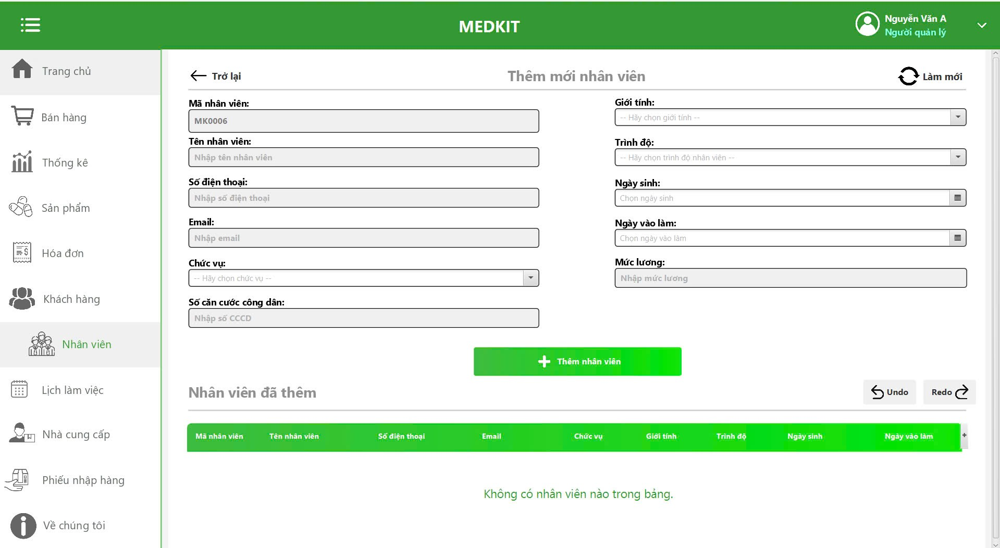 MEDKIT
Nguyễn Văn A
Người quản lý
Trang chủ
Bán hàng
Thống kê
Sản phẩm
Hóa đơn
Khách hàng
Nhân viên
Lịch làm việc
Nhà cung cấp
Phiếu nhập hàng
Về chúng tôi
Trở lại
Thêm mới nhân viên
Làm mới
Mã nhân viên:
MK0006
Tên nhân viên:
Nhập tên nhân viên
Số điện thoại:
Nhập số điện thoại
Email:
Nhập email
Chức vụ:
-- Hãy chọn chức vụ --
Số căn cước công dân:
Nhập số CCCD
Giới tính:
-- Hãy chọn giới tính --
Trình độ:
-- Hãy chọn trình độ nhân viên --
Ngày sinh:
Chọn ngày sinh
Ngày vào làm:
Chọn ngày vào làm
Mức lương:
Nhập mức lương
Thêm nhân viên
Nhân viên đã thêm
Undo
Redo
Mã nhân viên Tên nhân viên Số điện thoại Email Chức vụ Giới tính Trình độ Ngày sinh Ngày vào làm +
Không có nhân viên nào trong bảng.